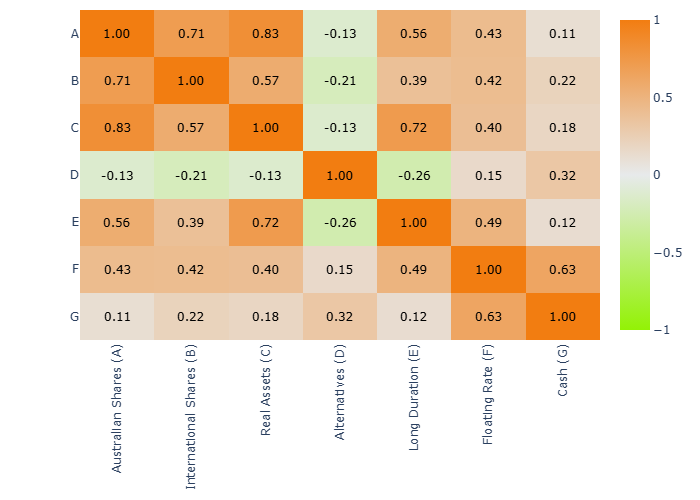 A 1.00 0.71 0.83 -0.13 0.56 0.43 0.11
B 0.71 1.00 0.57 -0.21 0.39 0.42 0.22
C 0.83 0.57 1.00 -0.13 0.72 0.40 0.18
D -0.13 -0.21 -0.13 1.00 -0.26 0.15 0.32
E 0.56 0.39 0.72 -0.26 1.00 0.49 0.12
F 0.43 0.42 0.40 0.15 0.49 1.00 0.63
G 0.11 0.22 0.18 0.32 0.12 0.63 1.00
Australian Shares (A)
International Shares (B)
Real Assets (C)
Alternatives (D)
Long Duration (E)
Floating Rate (F)
Cash (G)
1
0.5
0
−0.5
−1